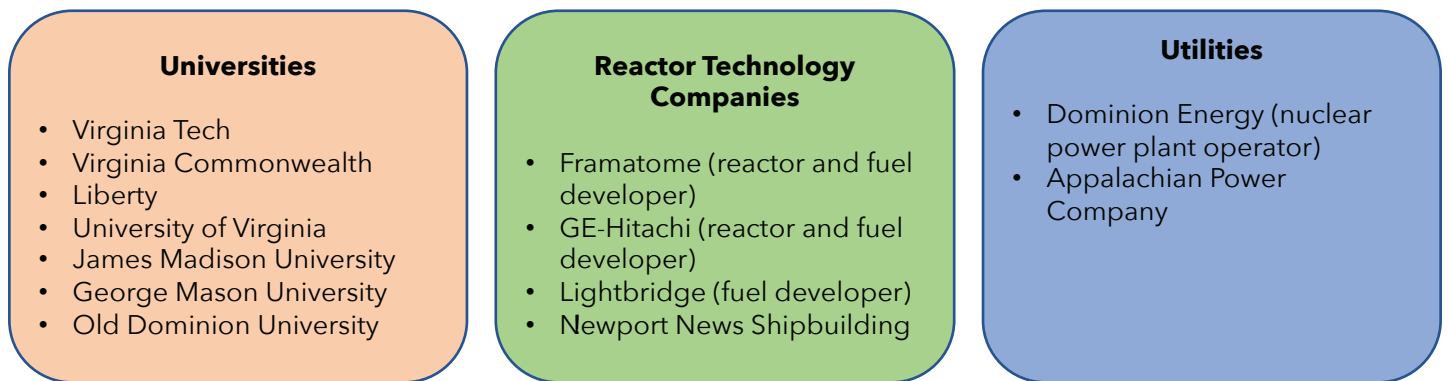 Universities
• Virginia Tech
• Virginia Commonwealth
• Liberty
• University of Virginia
• James Madison University
• George Mason University
• Old Dominion University
Reactor Technology
Companies
• Framatome (reactor and fuel
developer)
• GE-Hitachi (reactor and fuel
developer)
• Lightbridge (fuel developer)
• Newport News Shipbuilding
Utilities
• Dominion Energy (nuclear
power plant operator)
• Appalachian Power
Company